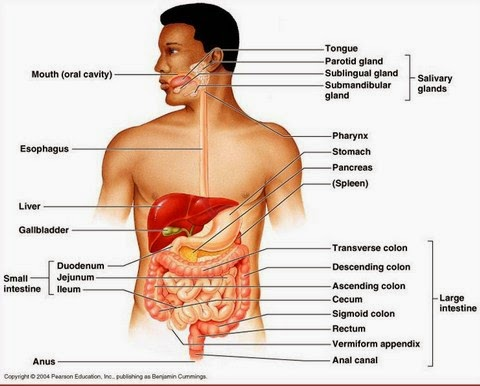 Tongue
Parotid gland
Sublingual gland
Submandibular
gland
Salivary
glands
Mouth (oral cavity)
Pharynx
Esophagus
Stomach
Pancreas
(Spleen)
Liver
Gallbladder
Small
intestine
Duodenum
Jejunum
Ileum
Transverse colon
Descending colon
Ascending colon
Cecum
Sigmoid colon
Rectum
Vermiform appendix
Anal canal
Large
intestine
Anus
Copyright © 2004 Pearson Education, Inc., publishing as Benjamin Cummings.